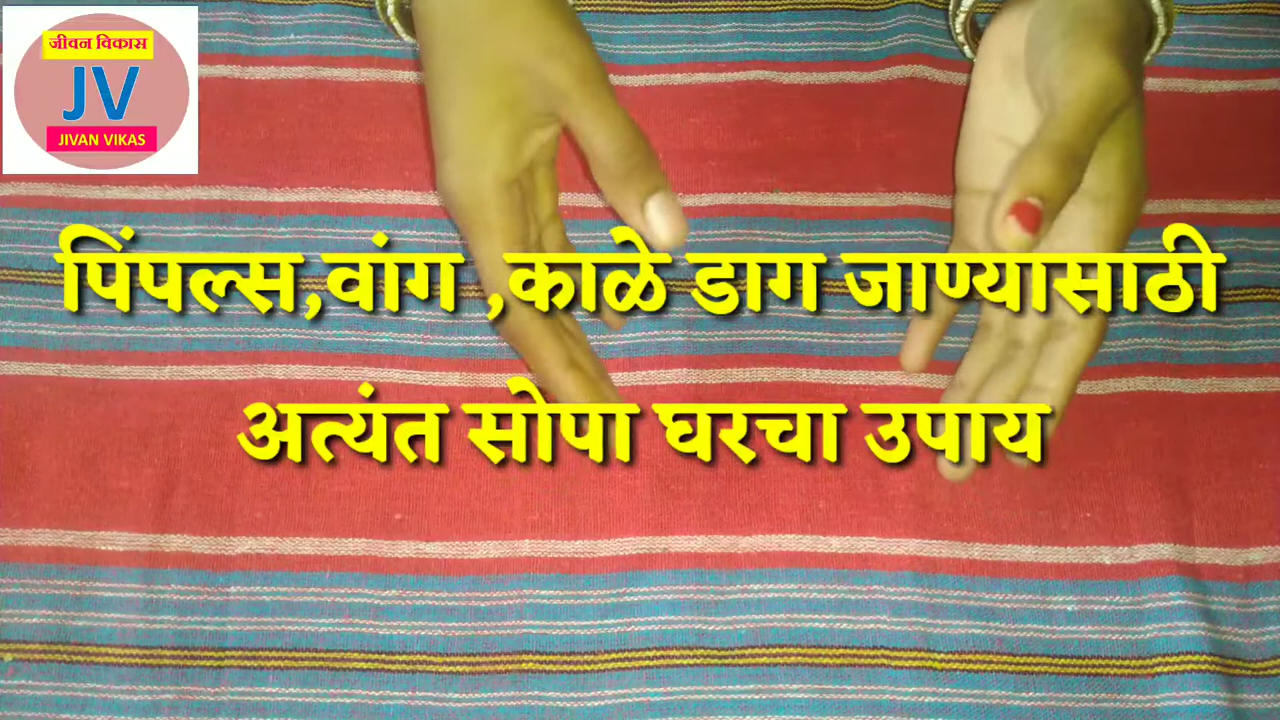 जीवन विकास
JV
JIVAN VIKAS
पिंपल्स,वांग ,काळे डाग जाण्यासाठी
अत्यंत सोपा घरचा उपाय